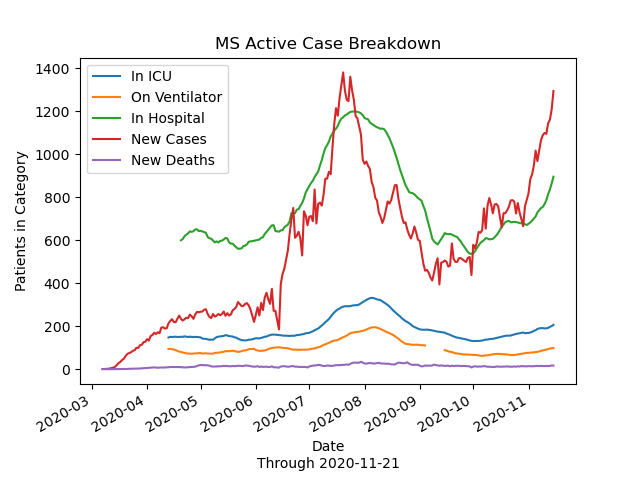 MS Active Case Breakdown
Patients in Category
1400
1200
1000
800
600
400
200
0
In ICU
On Ventilator
In Hospital
New Cases
New Deaths
2020-03
2020-04
2020-05
2020-06
2020-07
2020-08
2020-09
2020-10
2020-11
Date
Through 2020-11-21